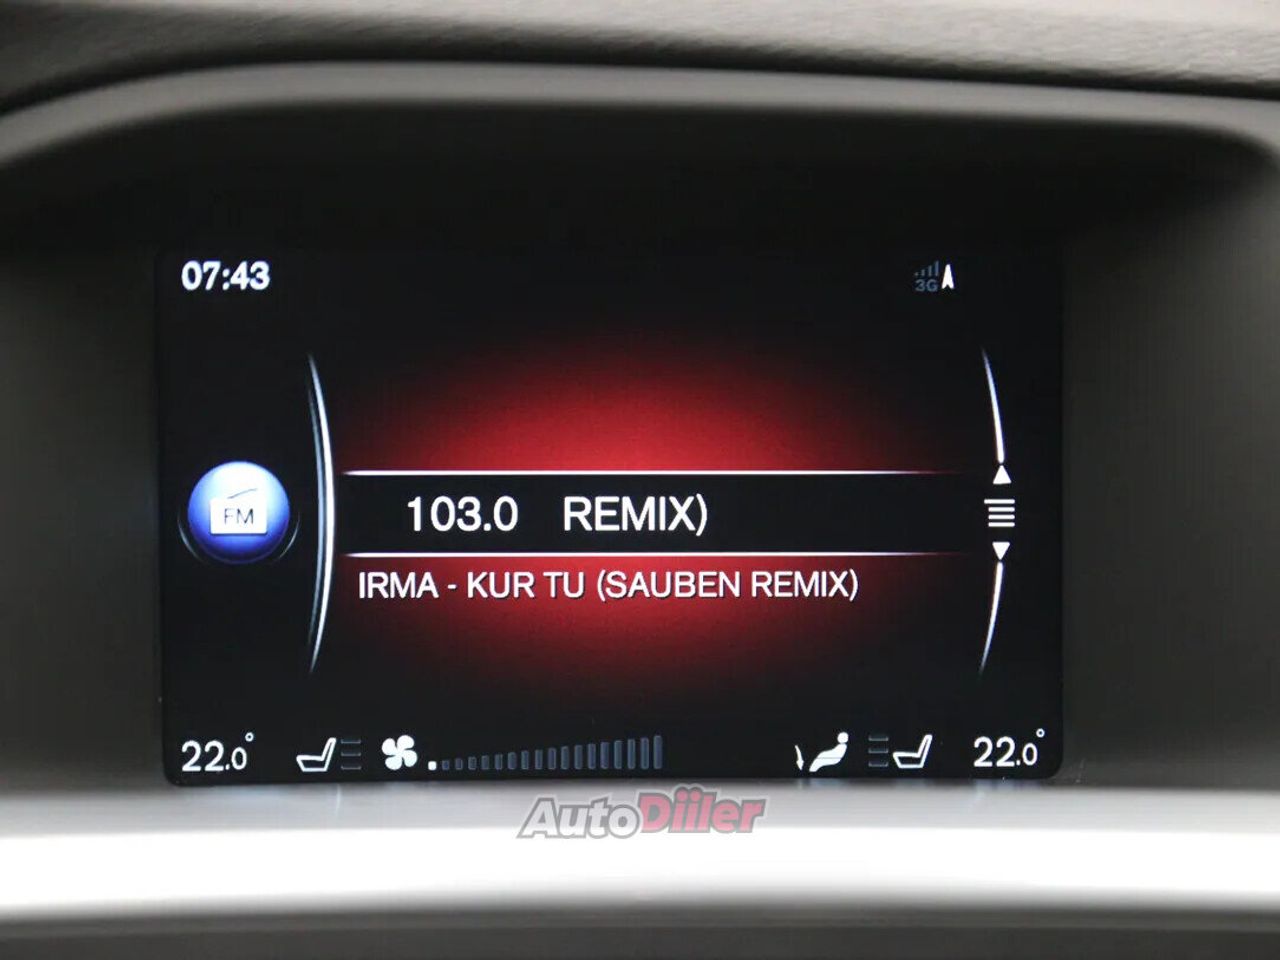 07:43
3G
FM
103.0 REMIX)
IRMA - KUR TU (SAUBEN REMIX)
22.0° 22.0°
AutoDiiler